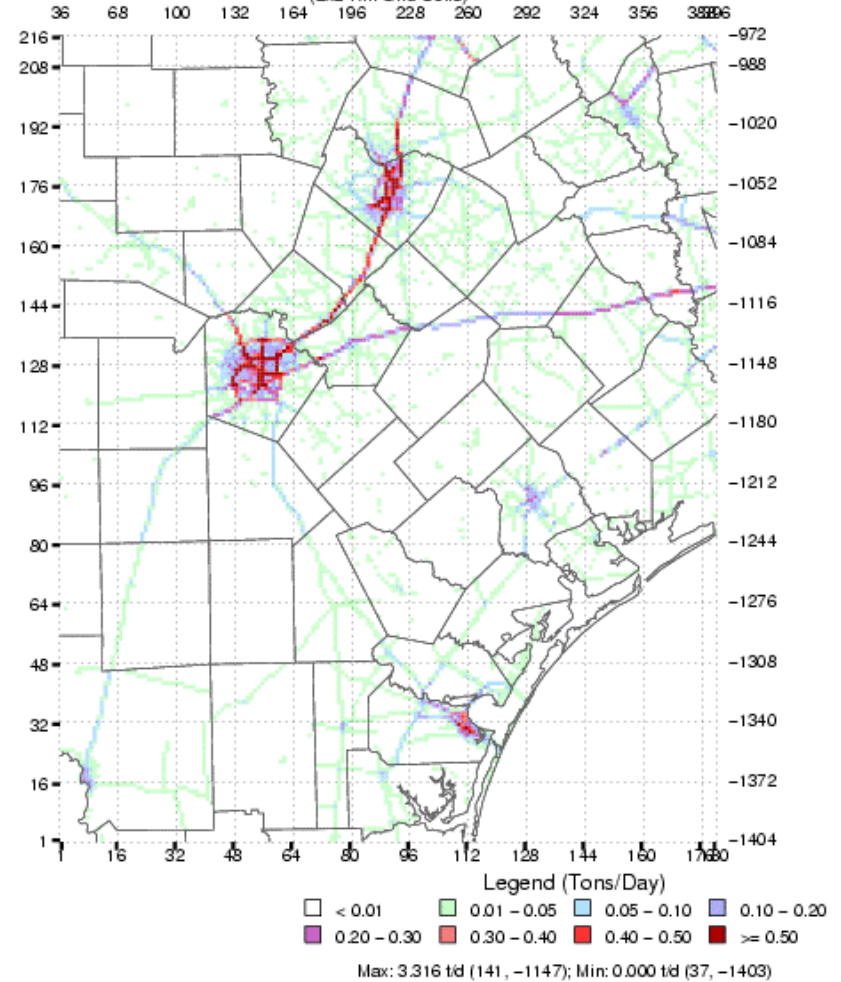 36 68 100 132 164 196 228 260 292 324 356 388
216 -972
208 -988
192 -1020
176 -1052
160 -1084
144 -1116
128 -1148
112 -1180
96 -1212
80 -1244
64 -1276
48 -1308
32 -1340
16 -1372
1 -1404
1 16 32 48 64 80 96 112 128 144 160 176
Legend (Tons/Day)
< 0.01 0.01 - 0.05 0.05 - 0.10 0.10 - 0.20
0.20 - 0.30 0.30 - 0.40 0.40 - 0.50 >= 0.50
Max: 3.316 t/d (141, -1147); Min: 0.000 t/d (37, -1403)